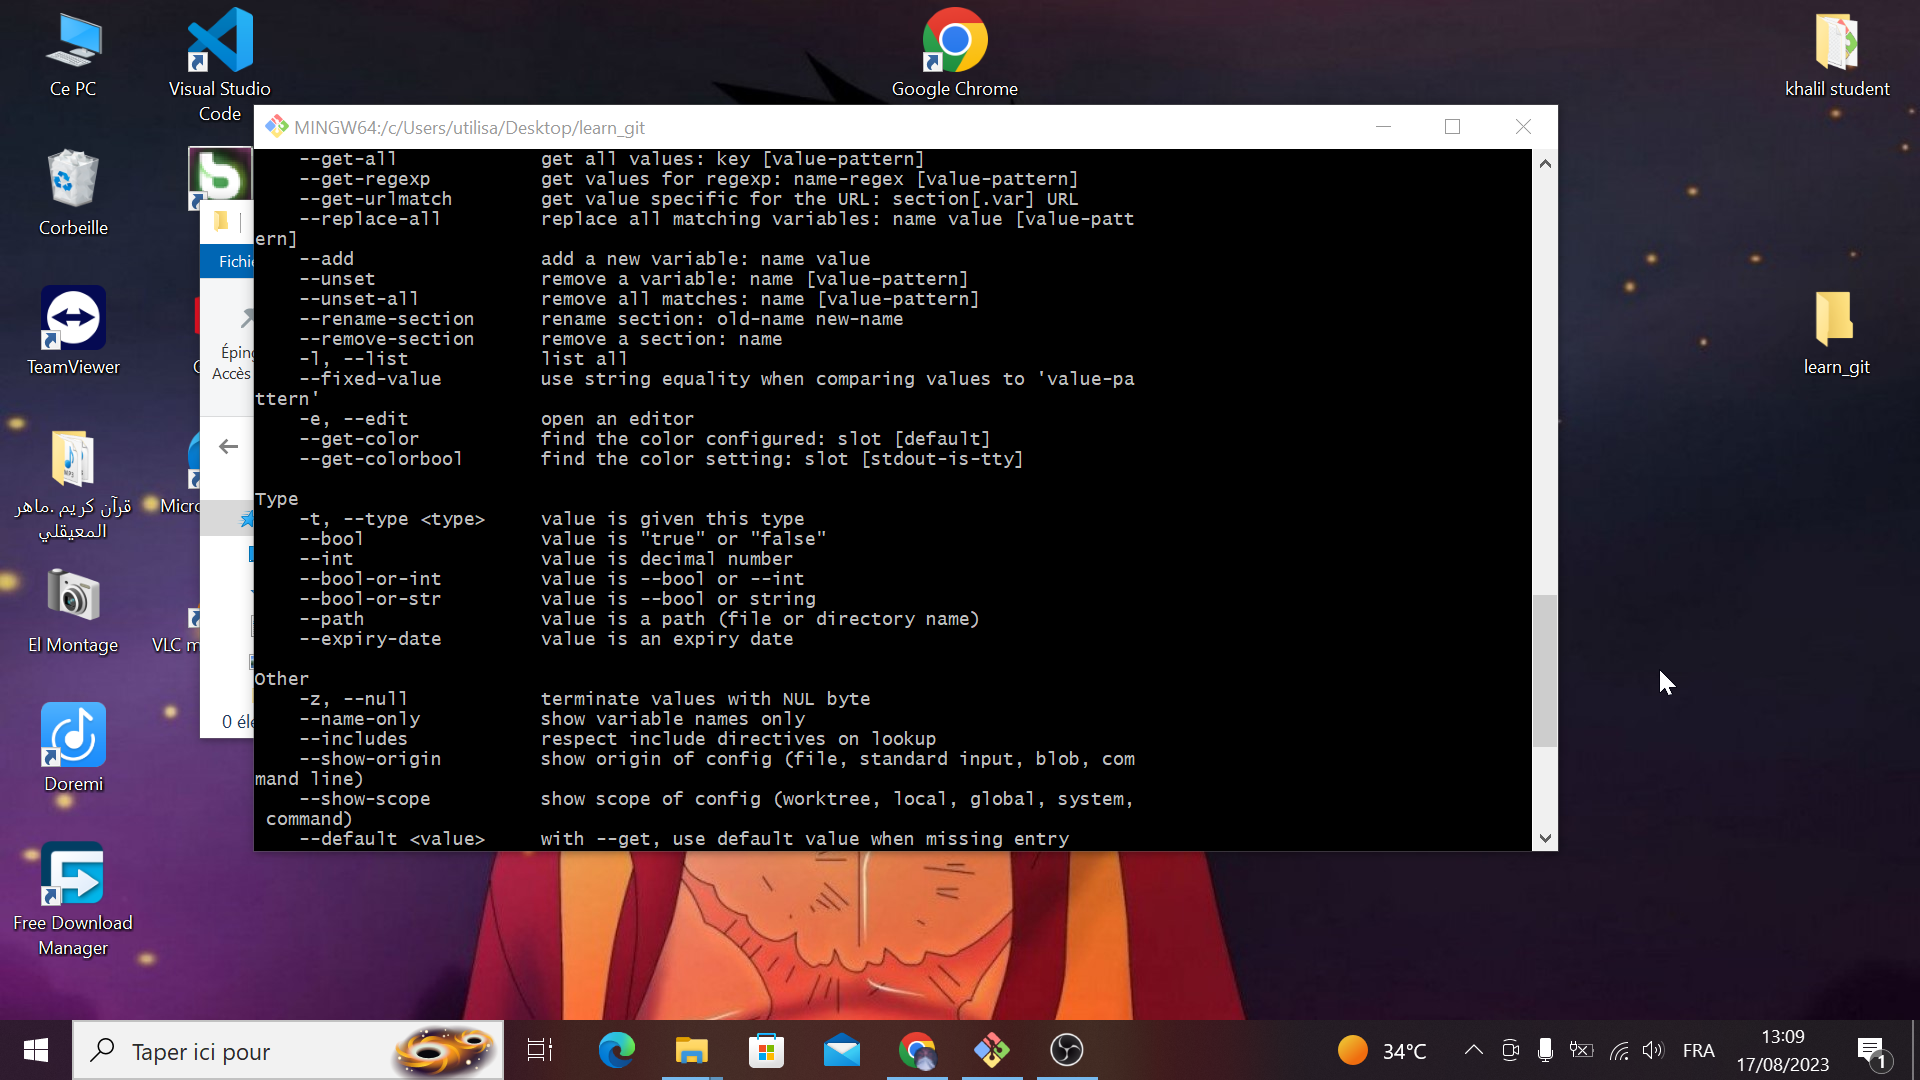 Ce PC
Visual Studio
Code
Google Chrome
khalil student
Corbeille
TeamViewer
قرآن كريم .ماهر
المعيقلي
El Montage
VLC m
Doremi
Free Download
Manager
Micro
learn_git
Fichi
Éping
Accès
0 élé
MINGW64:/c/Users/utilisa/Desktop/learn_git
--get-all get all values: key [value-pattern]
--get-regexp get values for regexp: name-regex [value-pattern]
--get-urlmatch get value specific for the URL: section[.var] URL
--replace-all replace all matching variables: name value [value-patt
ern]
--add add a new variable: name value
--unset remove a variable: name [value-pattern]
--unset-all remove all matches: name [value-pattern]
--rename-section rename section: old-name new-name
--remove-section remove a section: name
-l, --list list all
--fixed-value use string equality when comparing values to 'value-pa
ttern'
-e, --edit open an editor
--get-color find the color configured: slot [default]
--get-colorbool find the color setting: slot [stdout-is-tty]
Type
-t, --type <type> value is given this type
--bool value is "true" or "false"
--int value is decimal number
--bool-or-int value is --bool or --int
--bool-or-str value is --bool or string
--path value is a path (file or directory name)
--expiry-date value is an expiry date
Other
-z, --null terminate values with NUL byte
--name-only show variable names only
--includes respect include directives on lookup
--show-origin show origin of config (file, standard input, blob, com
mand line)
--show-scope show scope of config (worktree, local, global, system,
command)
--default <value> with --get, use default value when missing entry
Taper ici pour
34°C
FRA
13:09
17/08/2023
1